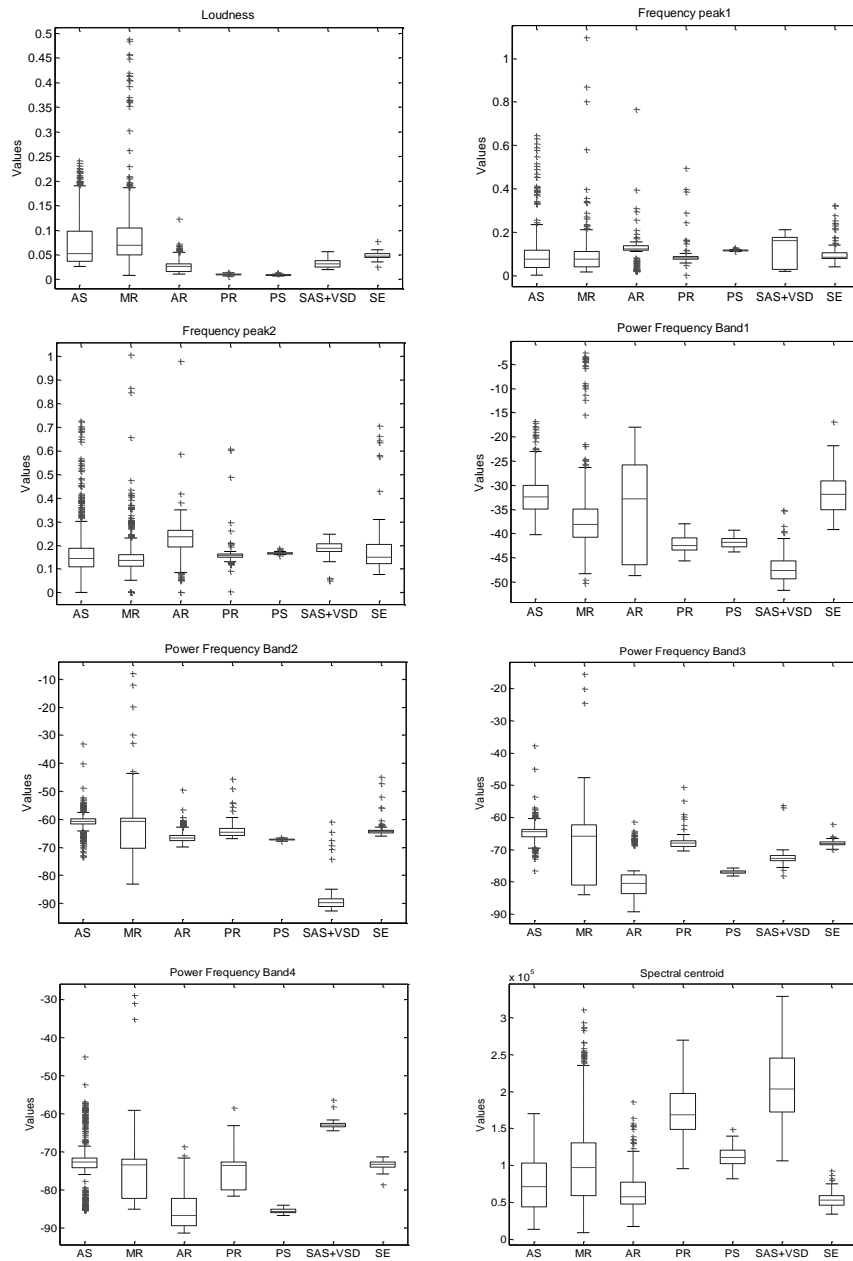 Loudness
0.5
0.45
0.4
0.35
0.3
0.25
0.2
0.15
0.1
0.05
0
Values
AS MR AR PR PS SAS+VSD SE
Frequency peak1
1
0.8
0.6
0.4
0.2
0
Values
AS MR AR PR PS SAS+VSD SE
Frequency peak2
1
0.9
0.8
0.7
0.6
0.5
0.4
0.3
0.2
0.1
0
Values
AS MR AR PR PS SAS+VSD SE
Power Frequency Band1
-5
-10
-15
-20
-25
-30
-35
-40
-45
-50
Values
AS MR AR PR PS SAS+VSD SE
Power Frequency Band2
-10
-20
-30
-40
-50
-60
-70
-80
-90
Values
AS MR AR PR PS SAS+VSD SE
Power Frequency Band3
-20
-30
-40
-50
-60
-70
-80
-90
Values
AS MR AR PR PS SAS+VSD SE
Power Frequency Band4
-30
-40
-50
-60
-70
-80
-90
Values
AS MR AR PR PS SAS+VSD SE
Spectral centroid
x 10^5
3
2.5
2
1.5
1
0.5
0
Values
AS MR AR PR PS SAS+VSD SE